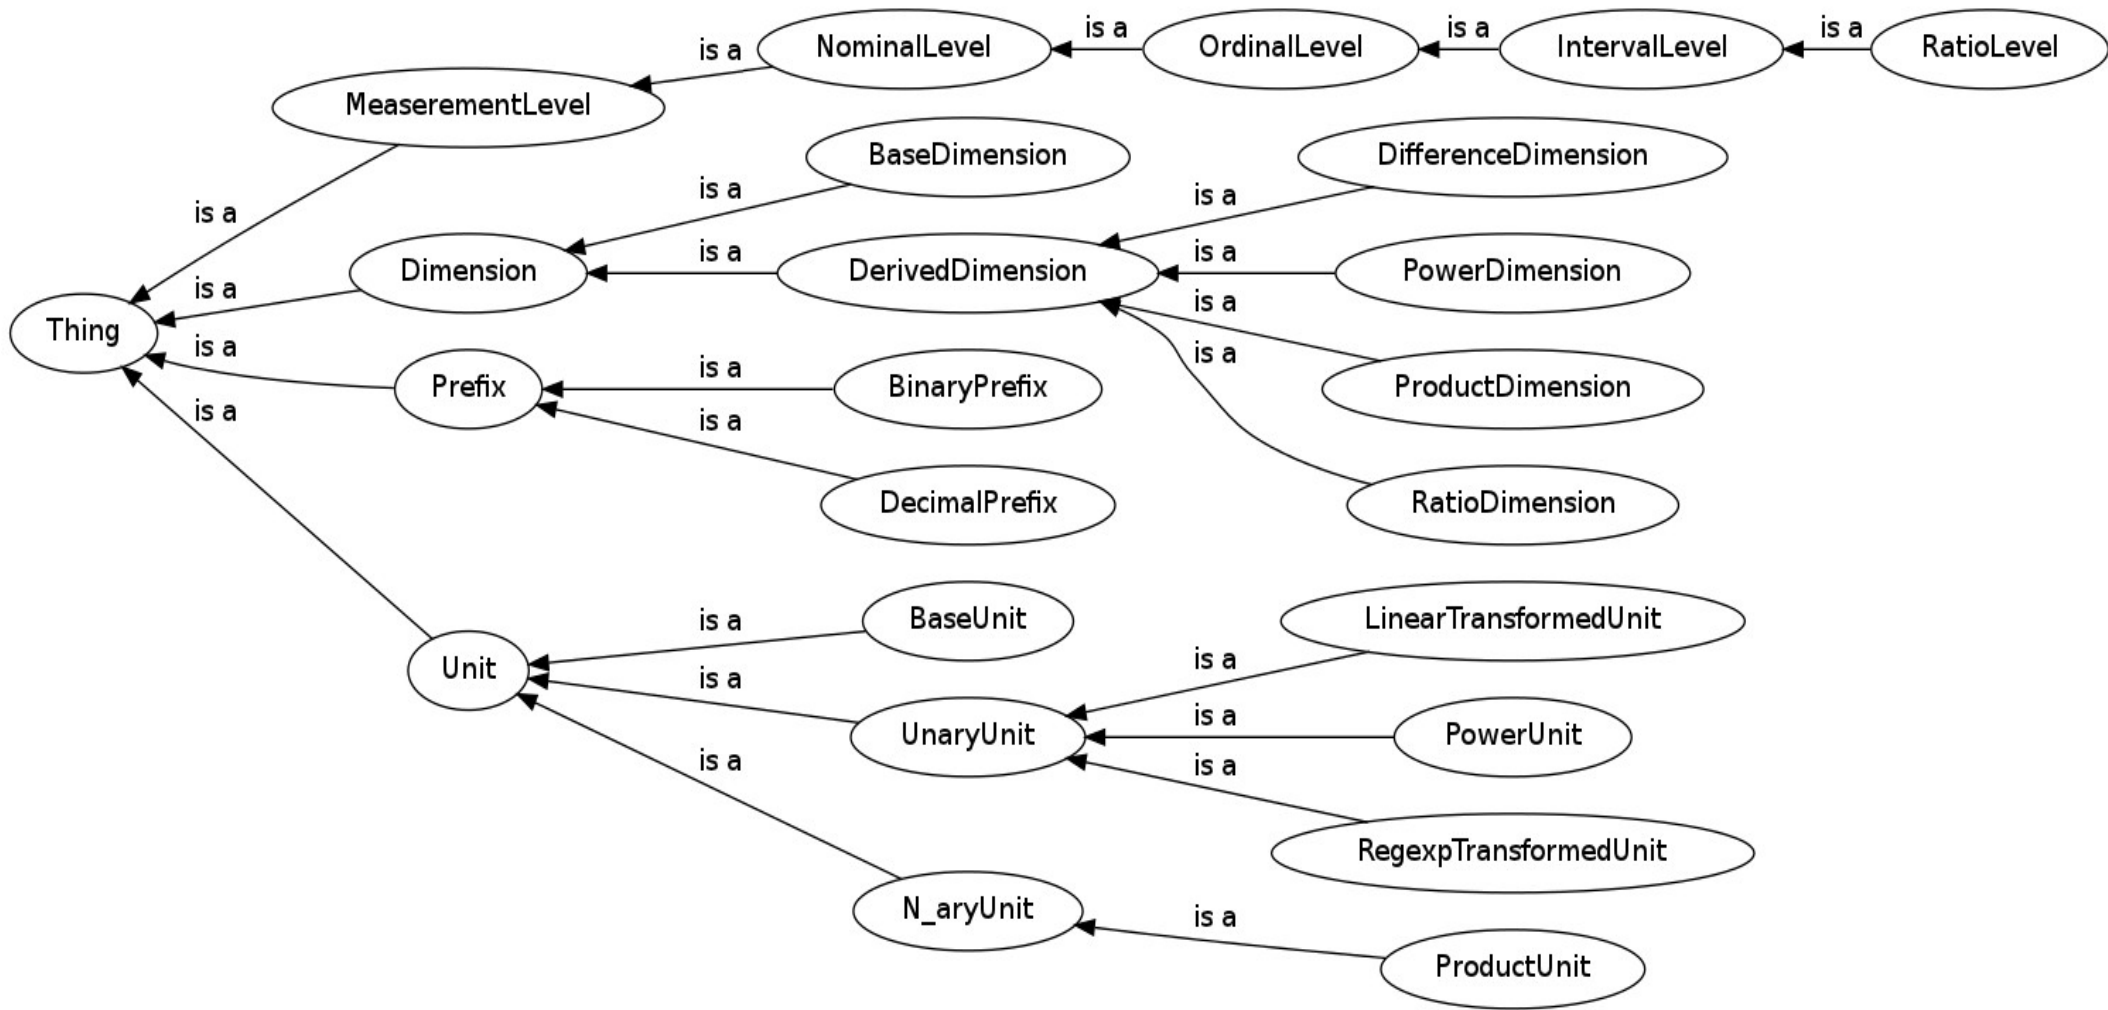 is a
NominalLevel
is a
OrdinalLevel
is a
IntervalLevel
is a
RatioLevel
MeaserementLevel
BaseDimension
DifferenceDimension
is a
is a
is a
Dimension
is a
DerivedDimension
is a
PowerDimension
is a
is a
Thing
is a
is a
Prefix
is a
BinaryPrefix
ProductDimension
is a
is a
DecimalPrefix
RatioDimension
is a
BaseUnit
LinearTransformedUnit
Unit
is a
is a
UnaryUnit
is a
PowerUnit
is a
is a
RegexpTransformedUnit
N_aryUnit
is a
ProductUnit